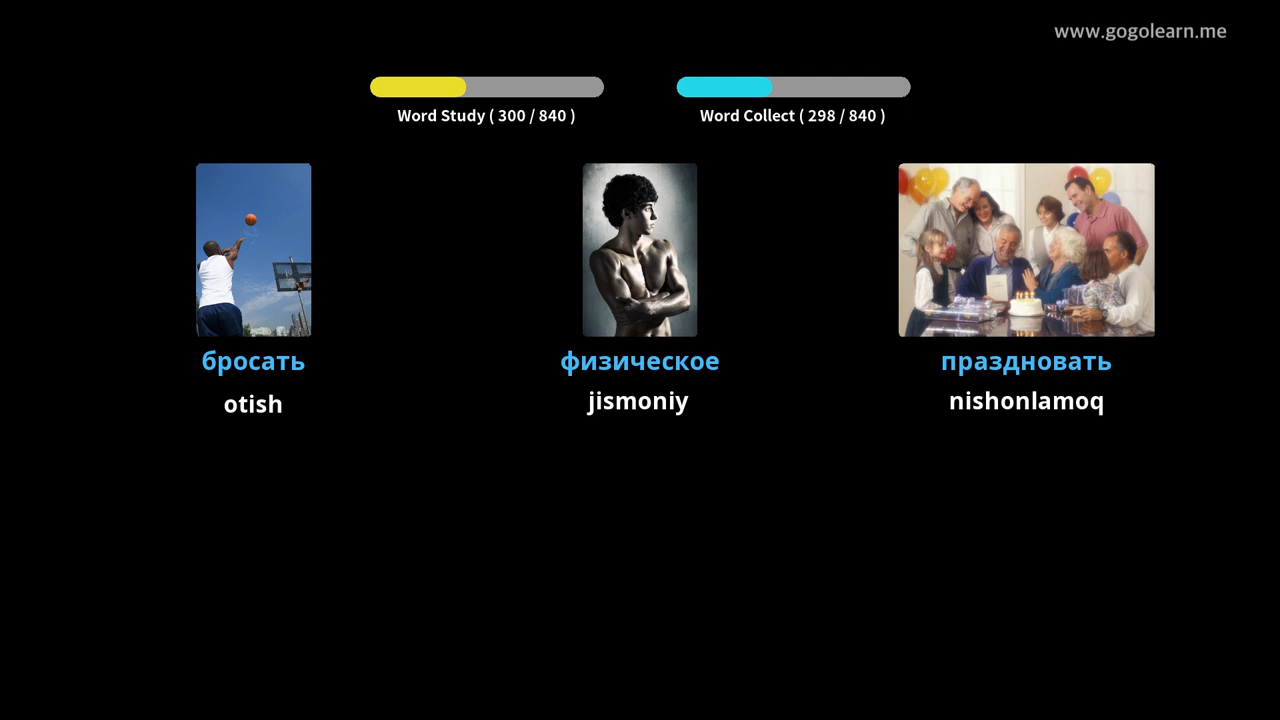 www.gogolearn.me
Word Study ( 300 / 840 )
Word Collect ( 298 / 840 )
бросать
физическое
праздновать
otish
jismoniy
nishonlamoq